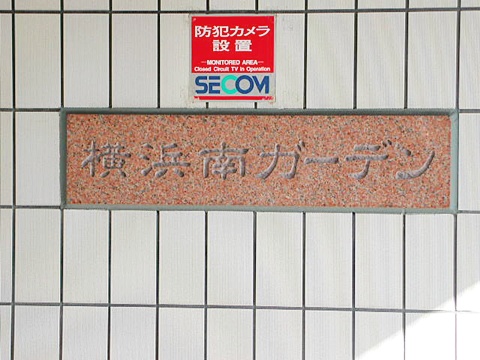 防犯カメラ
設置
—MONITORED AREA—
Closed Circuit TV in Operation
SECOM
横浜南ガーデン